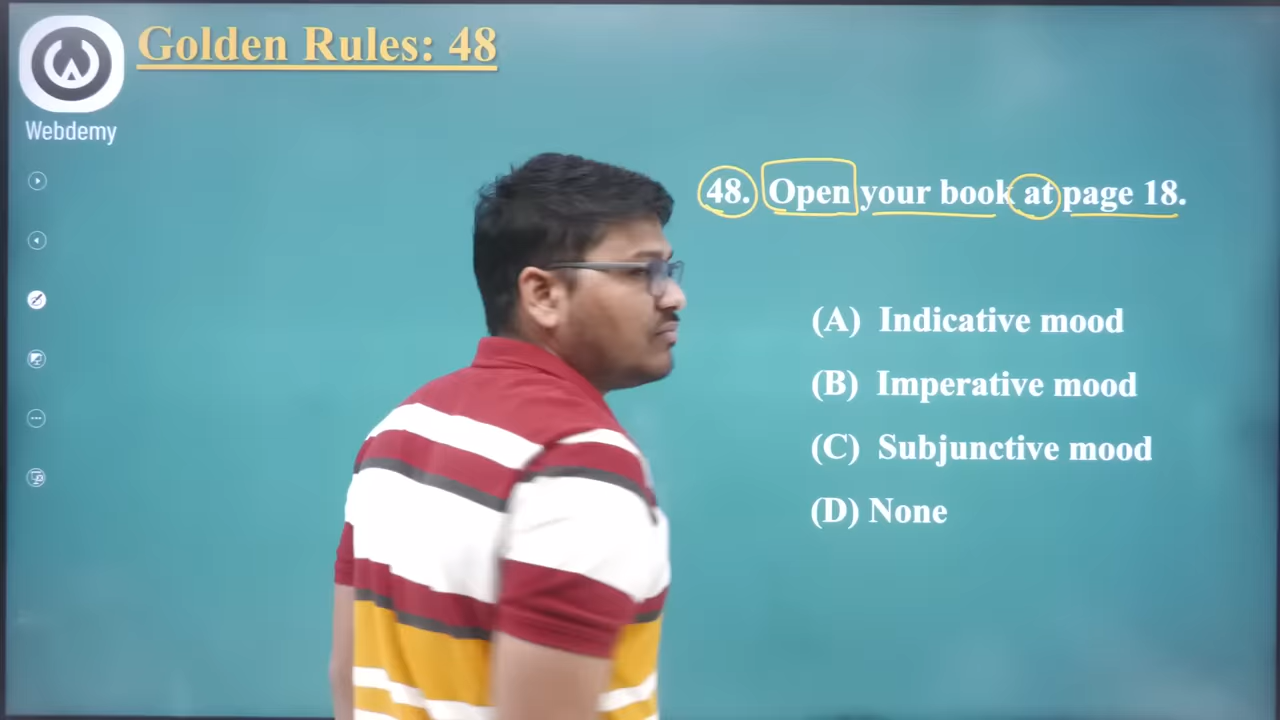 Golden Rules: 48
Webdemy
48. Open your book at page 18.
(A) Indicative mood
(B) Imperative mood
(C) Subjunctive mood
(D) None